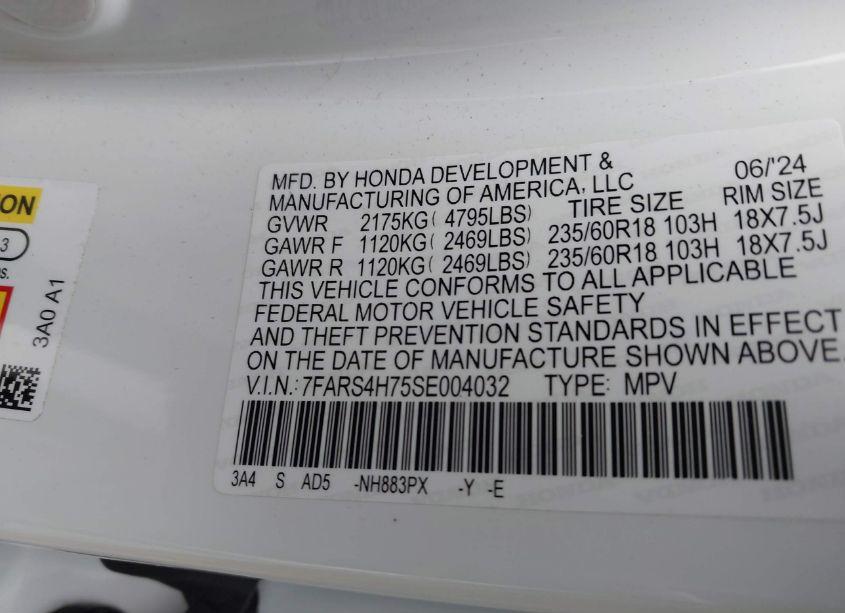 ON
3
3A0 A1
MFD. BY HONDA DEVELOPMENT & 06/'24
MANUFACTURING OF AMERICA, LLC
TIRE SIZE RIM SIZE
GVWR 2175KG( 4795LBS)
GAWR F 1120KG( 2469LBS) 235/60R18 103H 18X7.5J
GAWR R 1120KG( 2469LBS) 235/60R18 103H 18X7.5J
THIS VEHICLE CONFORMS TO ALL APPLICABLE
FEDERAL MOTOR VEHICLE SAFETY
AND THEFT PREVENTION STANDARDS IN EFFECT
ON THE DATE OF MANUFACTURE SHOWN ABOVE.
V.I.N.: 7FARS4H75SE004032 TYPE: MPV
3A4 S AD5 -NH883PX -Y -E